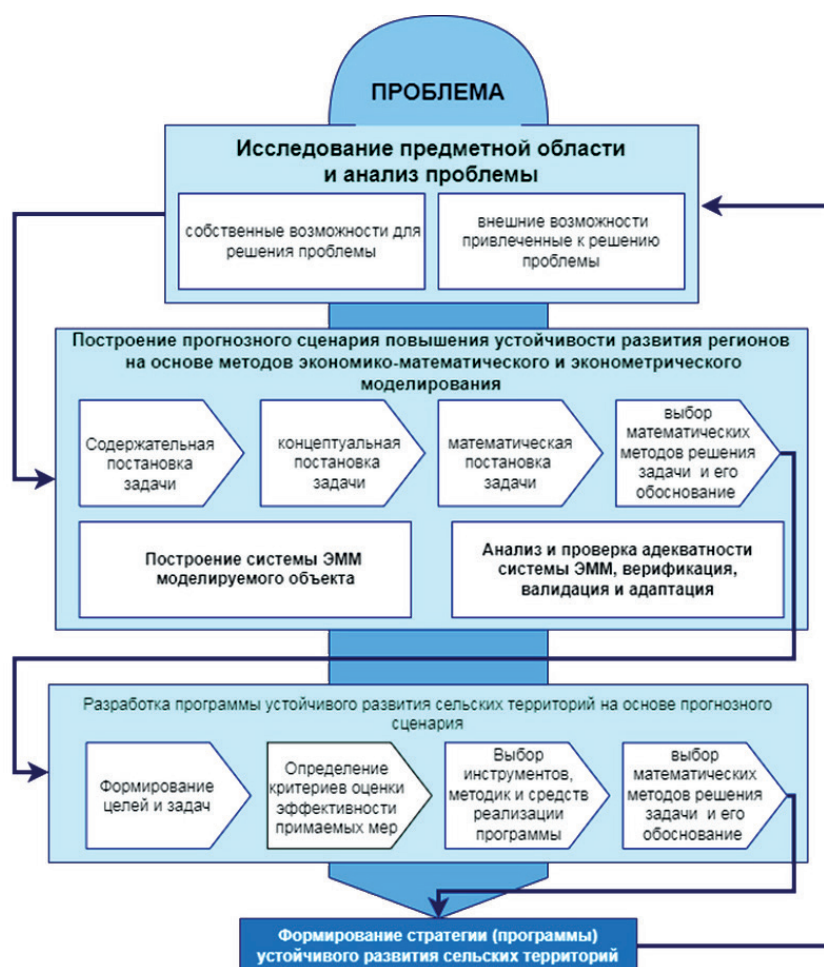 ПРОБЛЕМА
Исследование предметной области
и анализ проблемы
собственные возможности для
решения проблемы
внешние возможности
привлеченные к решению
проблемы
Построение прогнозного сценария повышения устойчивости развития регионов
на основе методов экономико-математического и эконометрического
моделирования
Содержательная
постановка
задачи
концептуальная
постановка
задачи
математическая
постановка
задачи
выбор
математических
методов решения
задачи и его
обоснование
Построение системы ЭММ
моделируемого объекта
Анализ и проверка адекватности
системы ЭММ, верификация,
валидация и адаптация
Разработка программы устойчивого развития сельских территорий на основе прогнозного
сценария
Формирование
целей и задач
Определение
критериев оценки
эффективности
примаемых мер
Выбор
инструментов,
методик и средств
реализации
программы
выбор
математических
методов решения
задачи и его
обоснование
Формирование стратегии (программы)
устойчивого развития сельских территорий